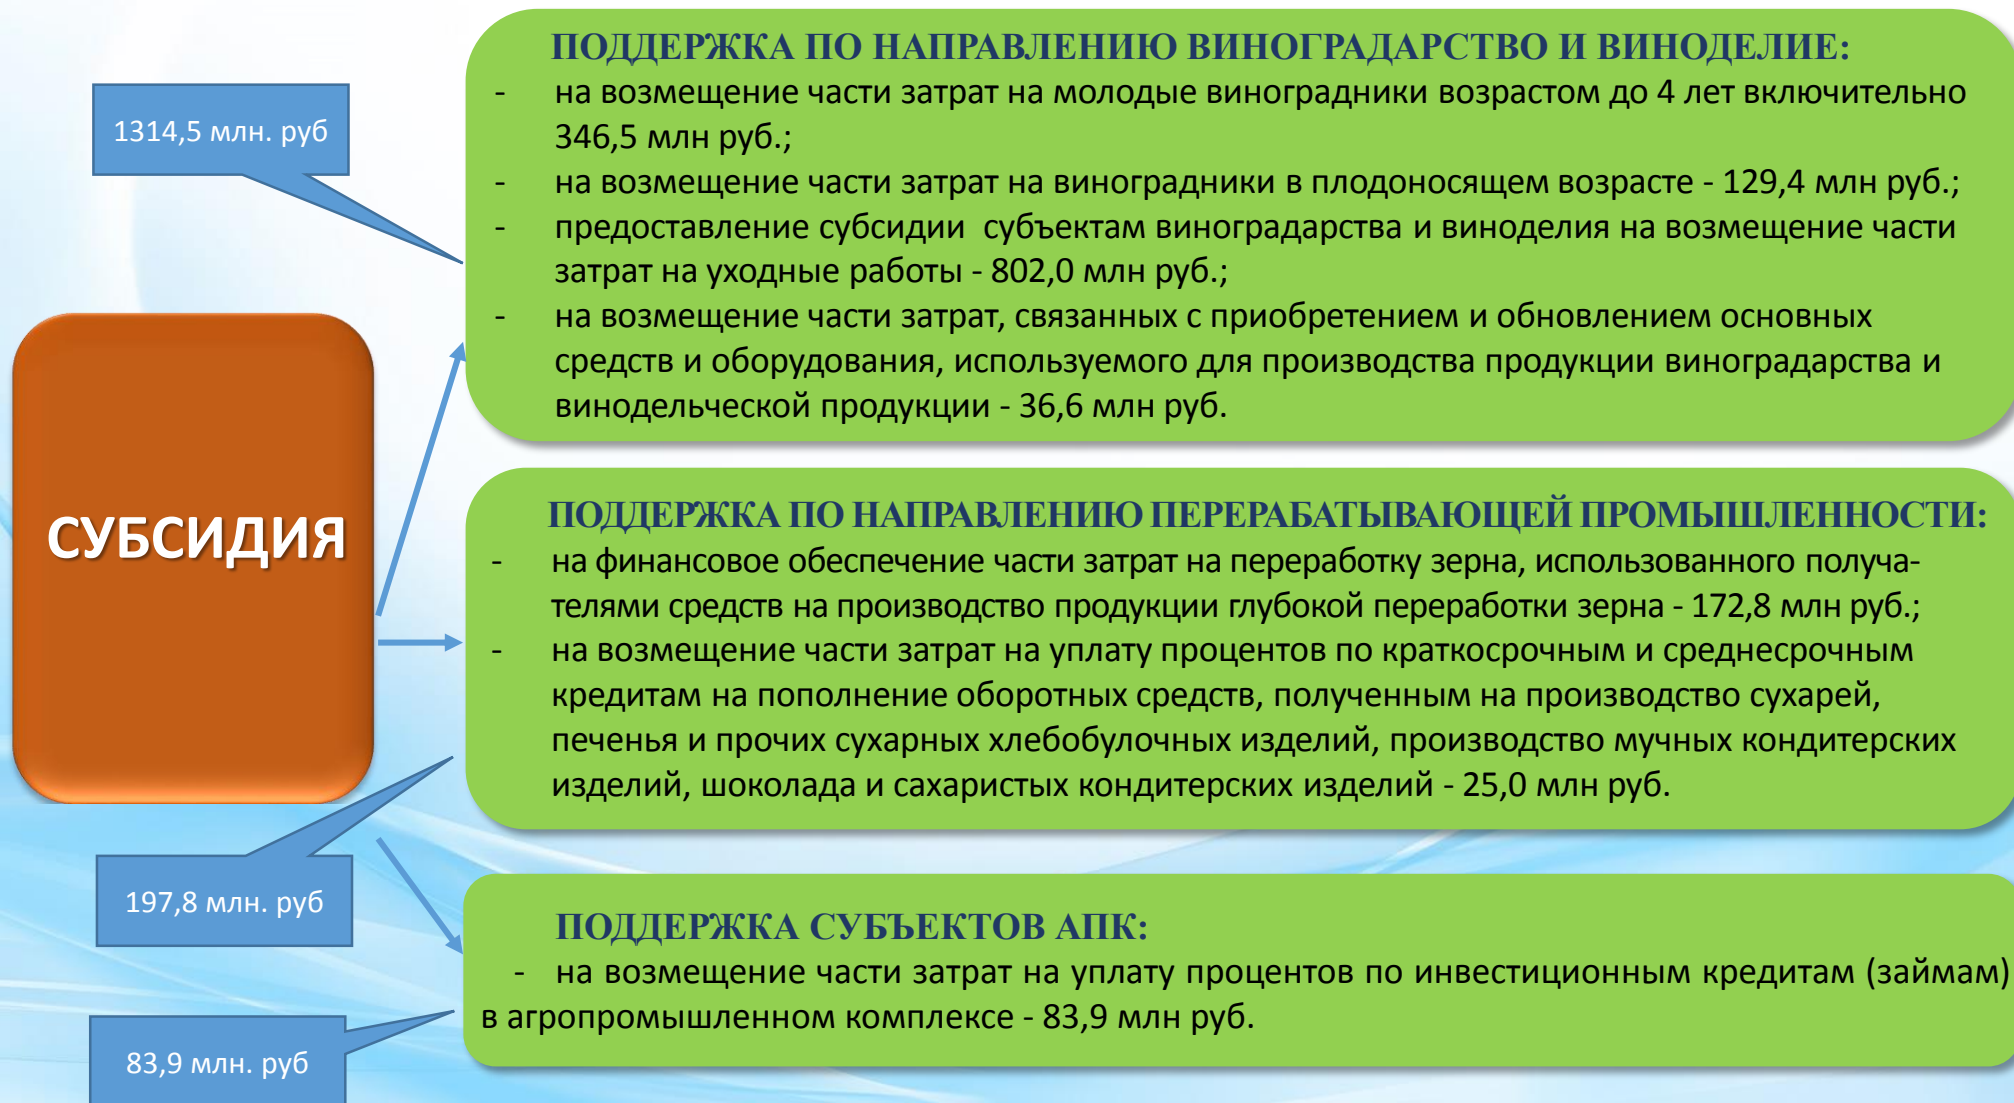 ПОДДЕРЖКА ПО НАПРАВЛЕНИЮ ВИНОГРАДАРСТВО И ВИНОДЕЛИЕ:
- на возмещение части затрат на молодые виноградники возрастом до 4 лет включительно
346,5 млн руб.;
- на возмещение части затрат на виноградники в плодоносящем возрасте - 129,4 млн руб.;
- предоставление субсидии субъектам виноградарства и виноделия на возмещение части
затрат на уходные работы - 802,0 млн руб.;
- на возмещение части затрат, связанных с приобретением и обновлением основных
средств и оборудования, используемого для производства продукции виноградарства и
винодельческой продукции - 36,6 млн руб.
1314,5 млн. руб
СУБСИДИЯ
ПОДДЕРЖКА ПО НАПРАВЛЕНИЮ ПЕРЕРАБАТЫВАЮЩЕЙ ПРОМЫШЛЕННОСТИ:
- на финансовое обеспечение части затрат на переработку зерна, использованного получа-
телями средств на производство продукции глубокой переработки зерна - 172,8 млн руб.;
- на возмещение части затрат на уплату процентов по краткосрочным и среднесрочным
кредитам на пополнение оборотных средств, полученным на производство сухарей,
печенья и прочих сухарных хлебобулочных изделий, производство мучных кондитерских
изделий, шоколада и сахаристых кондитерских изделий - 25,0 млн руб.
197,8 млн. руб
ПОДДЕРЖКА СУБЪЕКТОВ АПК:
- на возмещение части затрат на уплату процентов по инвестиционным кредитам (займам)
в агропромышленном комплексе - 83,9 млн руб.
83,9 млн. руб